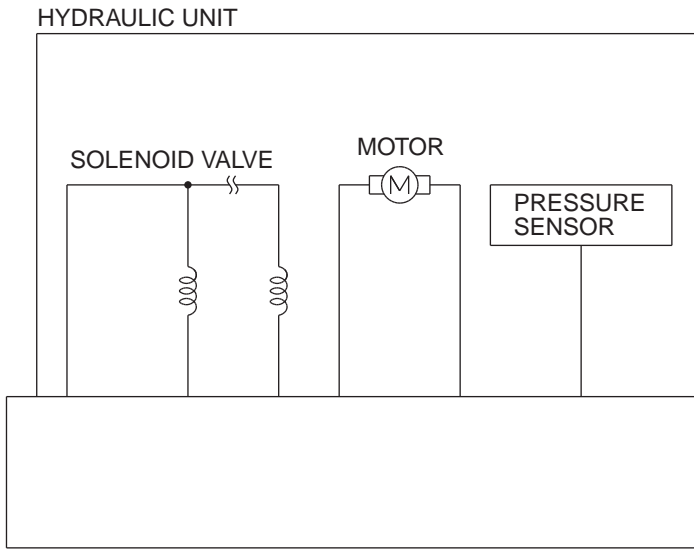 HYDRAULIC UNIT
SOLENOID VALVE
MOTOR
M
PRESSURE
SENSOR